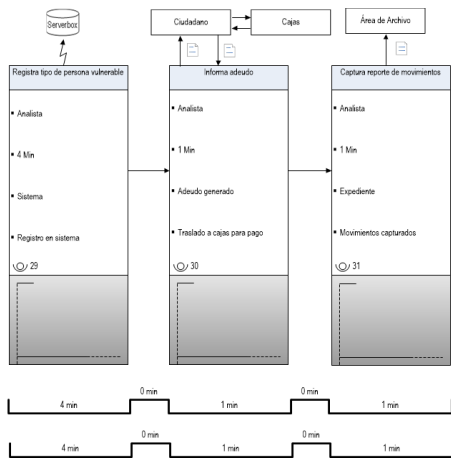 Serverbox
Ciudadano
Cajas
Área de Archivo
Registra tipo de persona vulnerable
• Analista
• 4 Min
• Sistema
• Registro en sistema
29
Informa adeudo
• Analista
• 1 Min
• Adeudo generado
• Traslado a cajas para pago
30
Captura reporte de movimientos
• Analista
• 1 Min
• Expediente
• Movimientos capturados
31
4 min
0 min
1 min
0 min
1 min
4 min
0 min
1 min
0 min
1 min